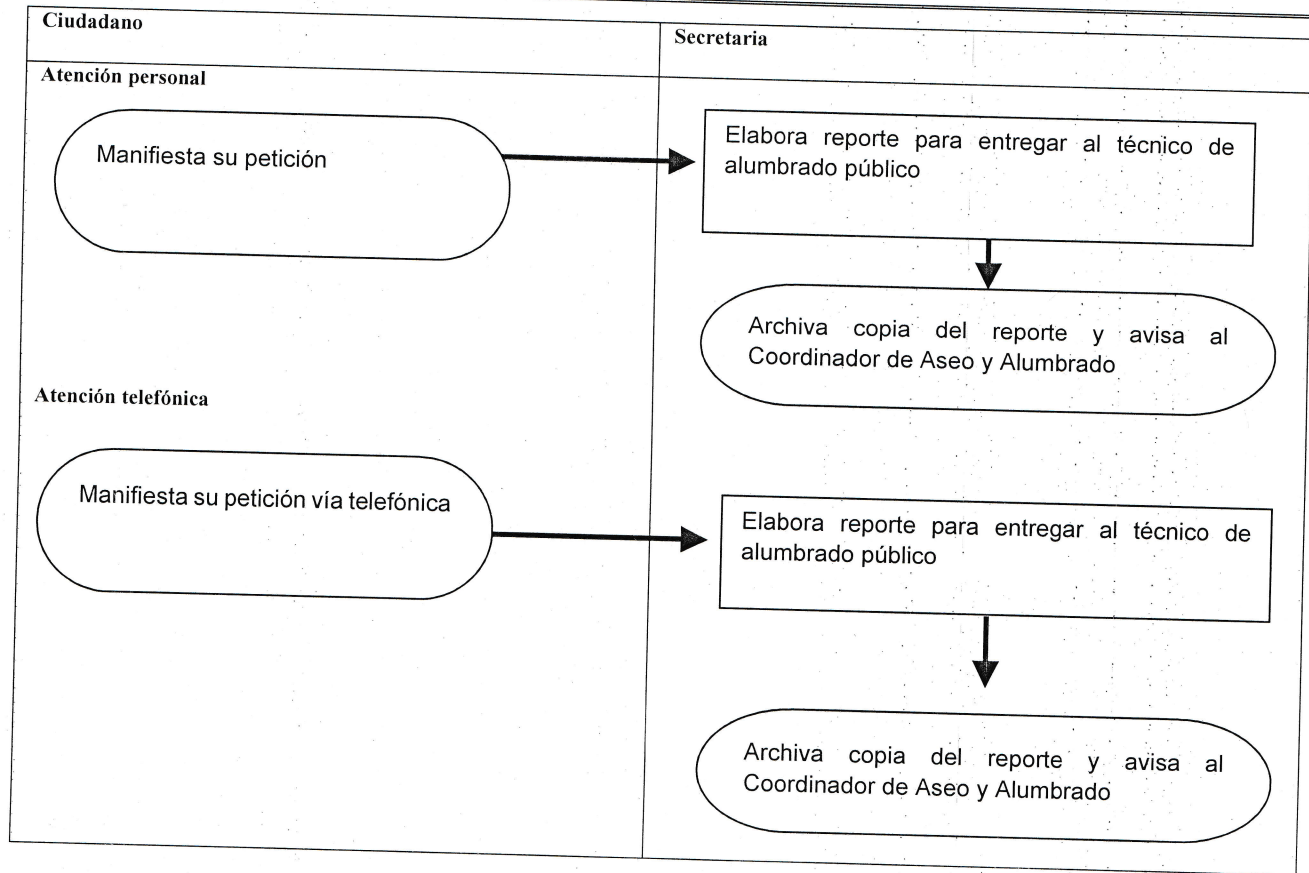 Ciudadano
Secretaria
Atención personal
Manifiesta su petición
Elabora reporte para entregar al técnico de
alumbrado público
Archiva copia del reporte y avisa al
Coordinador de Aseo y Alumbrado
Atención telefónica
Manifiesta su petición vía telefónica
Elabora reporte para entregar al técnico de
alumbrado público
Archiva copia del reporte y avisa al
Coordinador de Aseo y Alumbrado